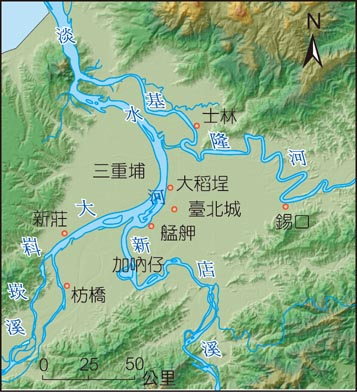 N
淡水河
基隆河
士林
三重埔
大稻埕
臺北城
錫口
新莊
艋舺
大嵙崁溪
加吶仔
新店溪
枋橋
0 25 50
公里